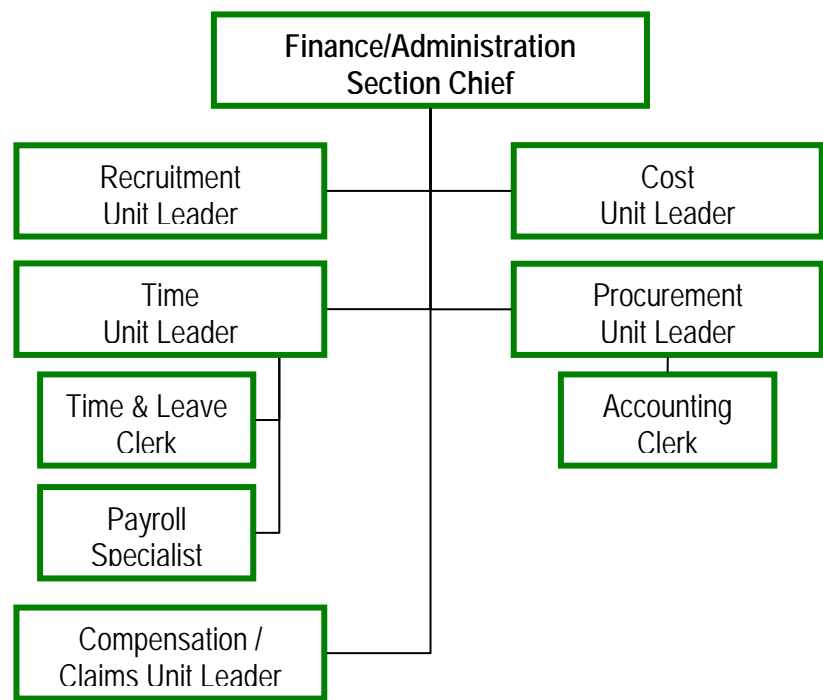 Finance/Administration
Section Chief
Recruitment
Unit Leader
Cost
Unit Leader
Time
Unit Leader
Procurement
Unit Leader
Time & Leave
Clerk
Accounting
Clerk
Payroll
Specialist
Compensation /
Claims Unit Leader